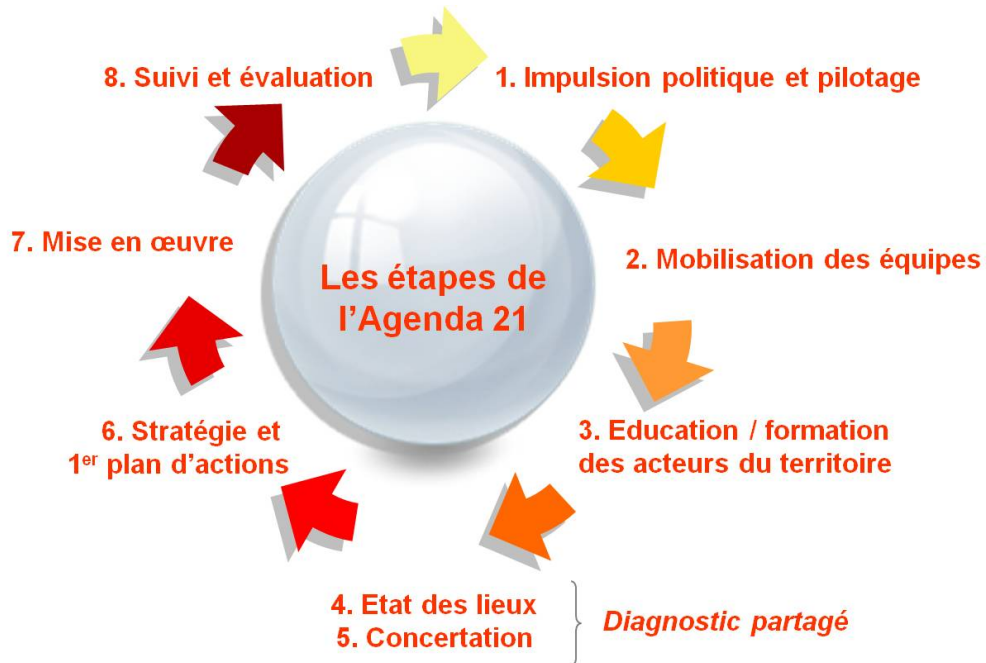 Les étapes de
l’Agenda 21
1. Impulsion politique et pilotage
2. Mobilisation des équipes
3. Education / formation
des acteurs du territoire
4. Etat des lieux
5. Concertation
Diagnostic partagé
6. Stratégie et
1er plan d’actions
7. Mise en œuvre
8. Suivi et évaluation